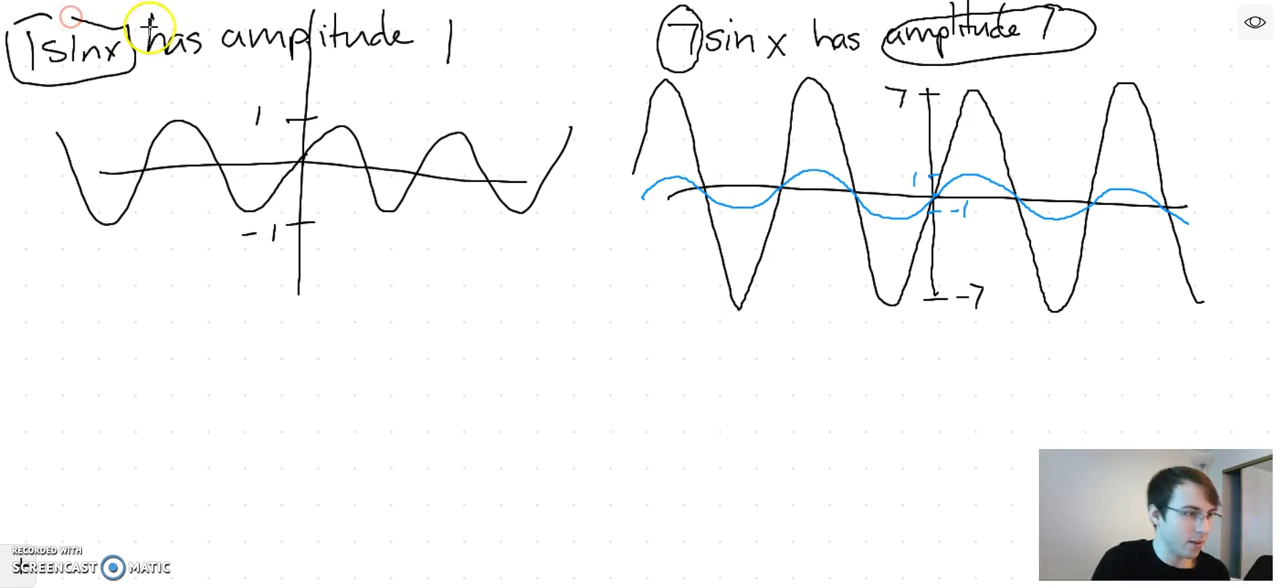 1sinx has amplitude 1
7sin x has amplitude 7
1
-1
7
1
-1
-7
RECORDED WITH
SCREENCAST MATIC